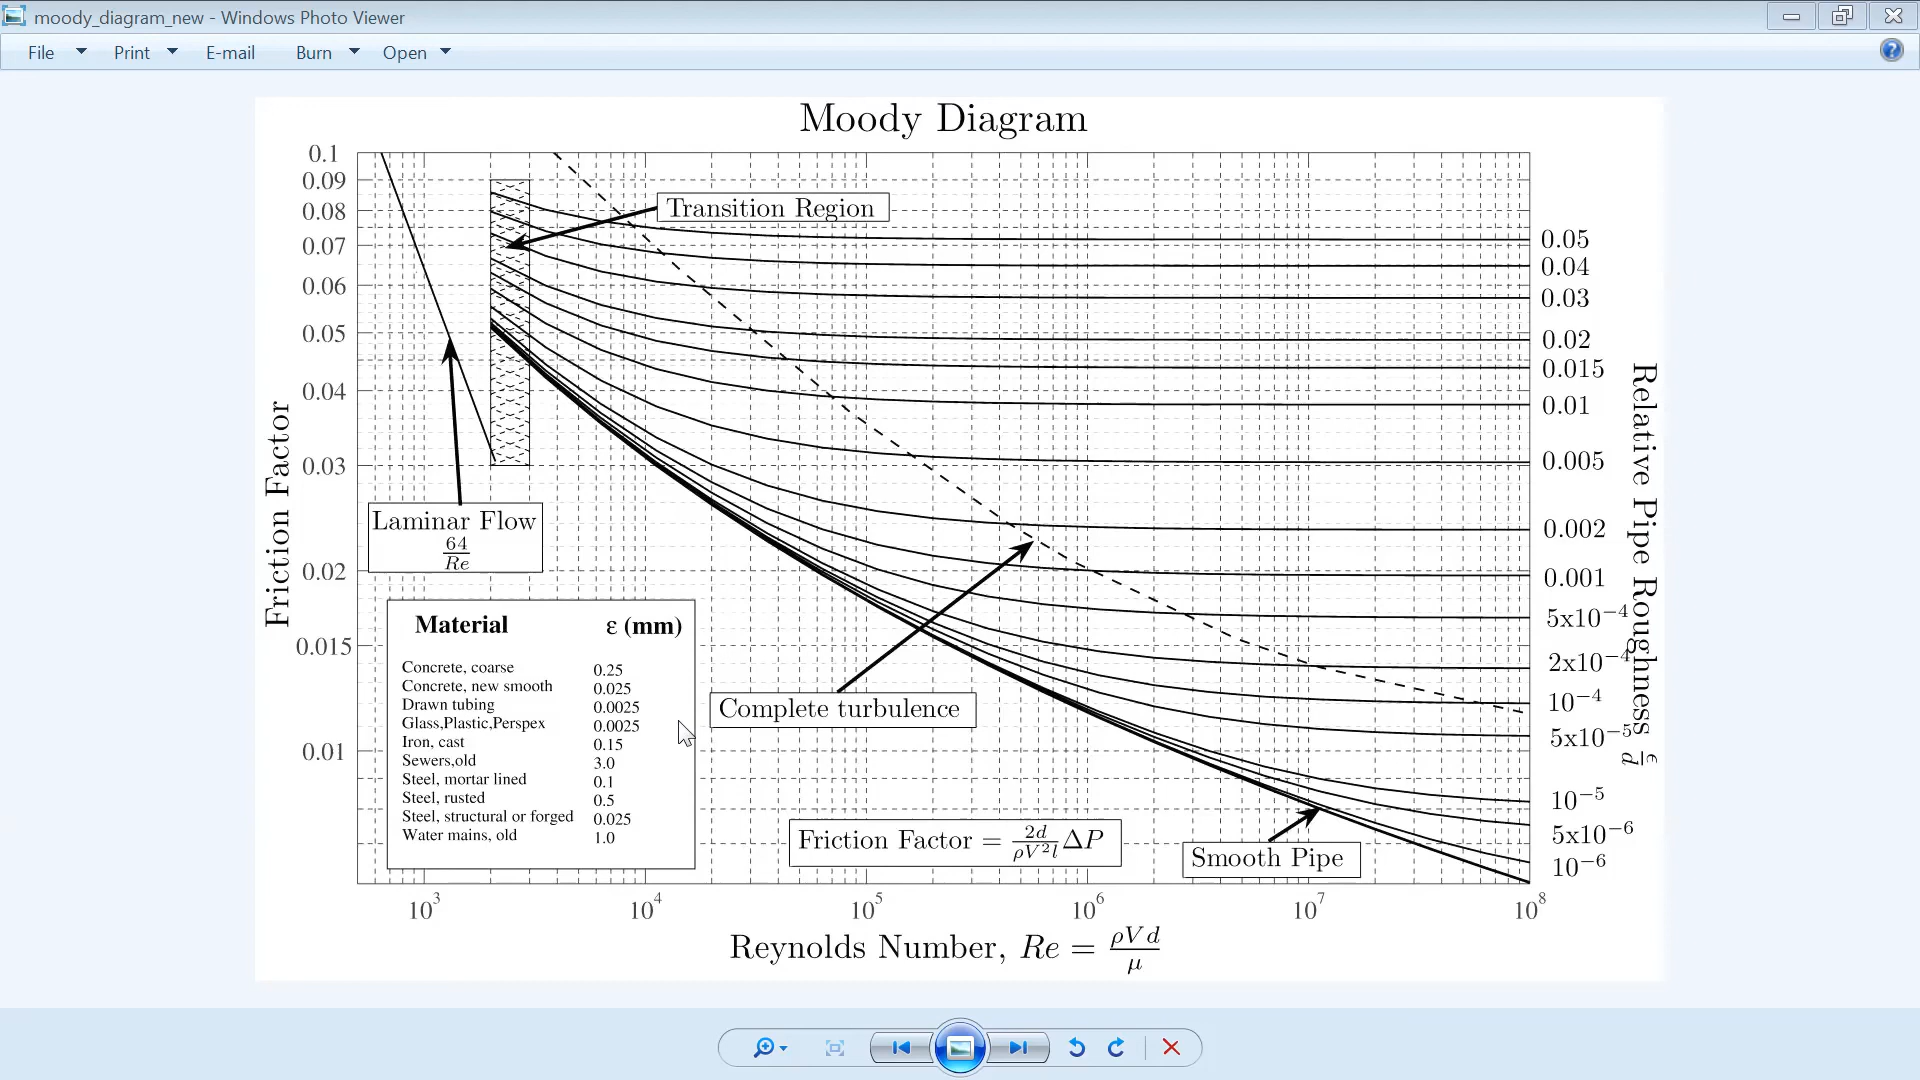 moody_diagram_new - Windows Photo Viewer
File Print E-mail Burn Open
Moody Diagram
0.1
0.09
0.08
0.07
0.06
0.05
0.04
0.03
0.02
0.015
0.01
Friction Factor
Transition Region
Laminar Flow
64/Re
Material ε (mm)
Concrete, coarse 0.25
Concrete, new smooth 0.025
Drawn tubing 0.0025
Glass,Plastic,Perspex 0.0025
Iron, cast 0.15
Sewers,old 3.0
Steel, mortar lined 0.1
Steel, rusted 0.5
Steel, structural or forged 0.025
Water mains, old 1.0
Complete turbulence
Friction Factor = 2d/ρV²l ΔP
Smooth Pipe
0.05
0.04
0.03
0.02
0.015
0.01
0.005
0.002
0.001
5x10⁻⁴
2x10⁻⁴
10⁻⁴
5x10⁻⁵
10⁻⁵
5x10⁻⁶
10⁻⁶
Relative Pipe Roughness ϵ/d
10³ 10⁴ 10⁵ 10⁶ 10⁷ 10⁸
Reynolds Number, Re = ρVd/μ